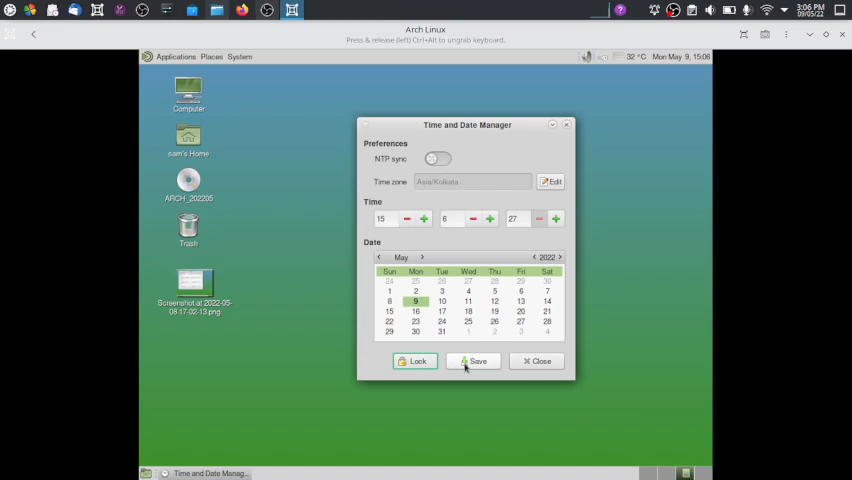 3:06 PM
09/05/22
Arch Linux
Press & release (left) Ctrl+Alt to ungrab keyboard.
Applications Places System
32 °C Mon May 9, 15:06
Computer
sam's Home
ARCH_202205
Trash
Screenshot at 2022-05-
08 17-02-13.png
Time and Date Manager
Preferences
NTP sync
Time zone Asia/Kolkata Edit
Time
15 6 27
Date
May 2022
Sun Mon Tue Wed Thu Fri Sat
24 25 26 27 28 29 30
1 2 3 4 5 6 7
8 9 10 11 12 13 14
15 16 17 18 19 20 21
22 23 24 25 26 27 28
29 30 31 1 2 3 4
Lock Save Close
Time and Date Manag...